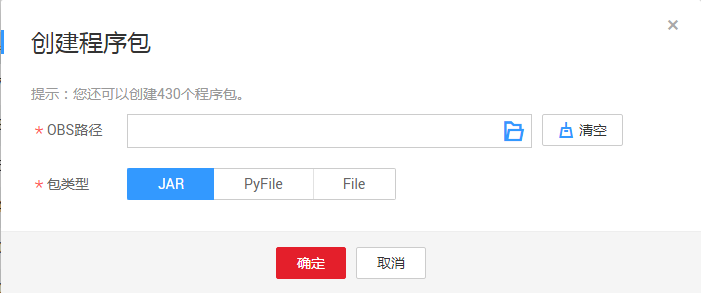 创建程序包
提示：您还可以创建430个程序包。
* OBS路径
清空
* 包类型 JAR PyFile File
确定 取消